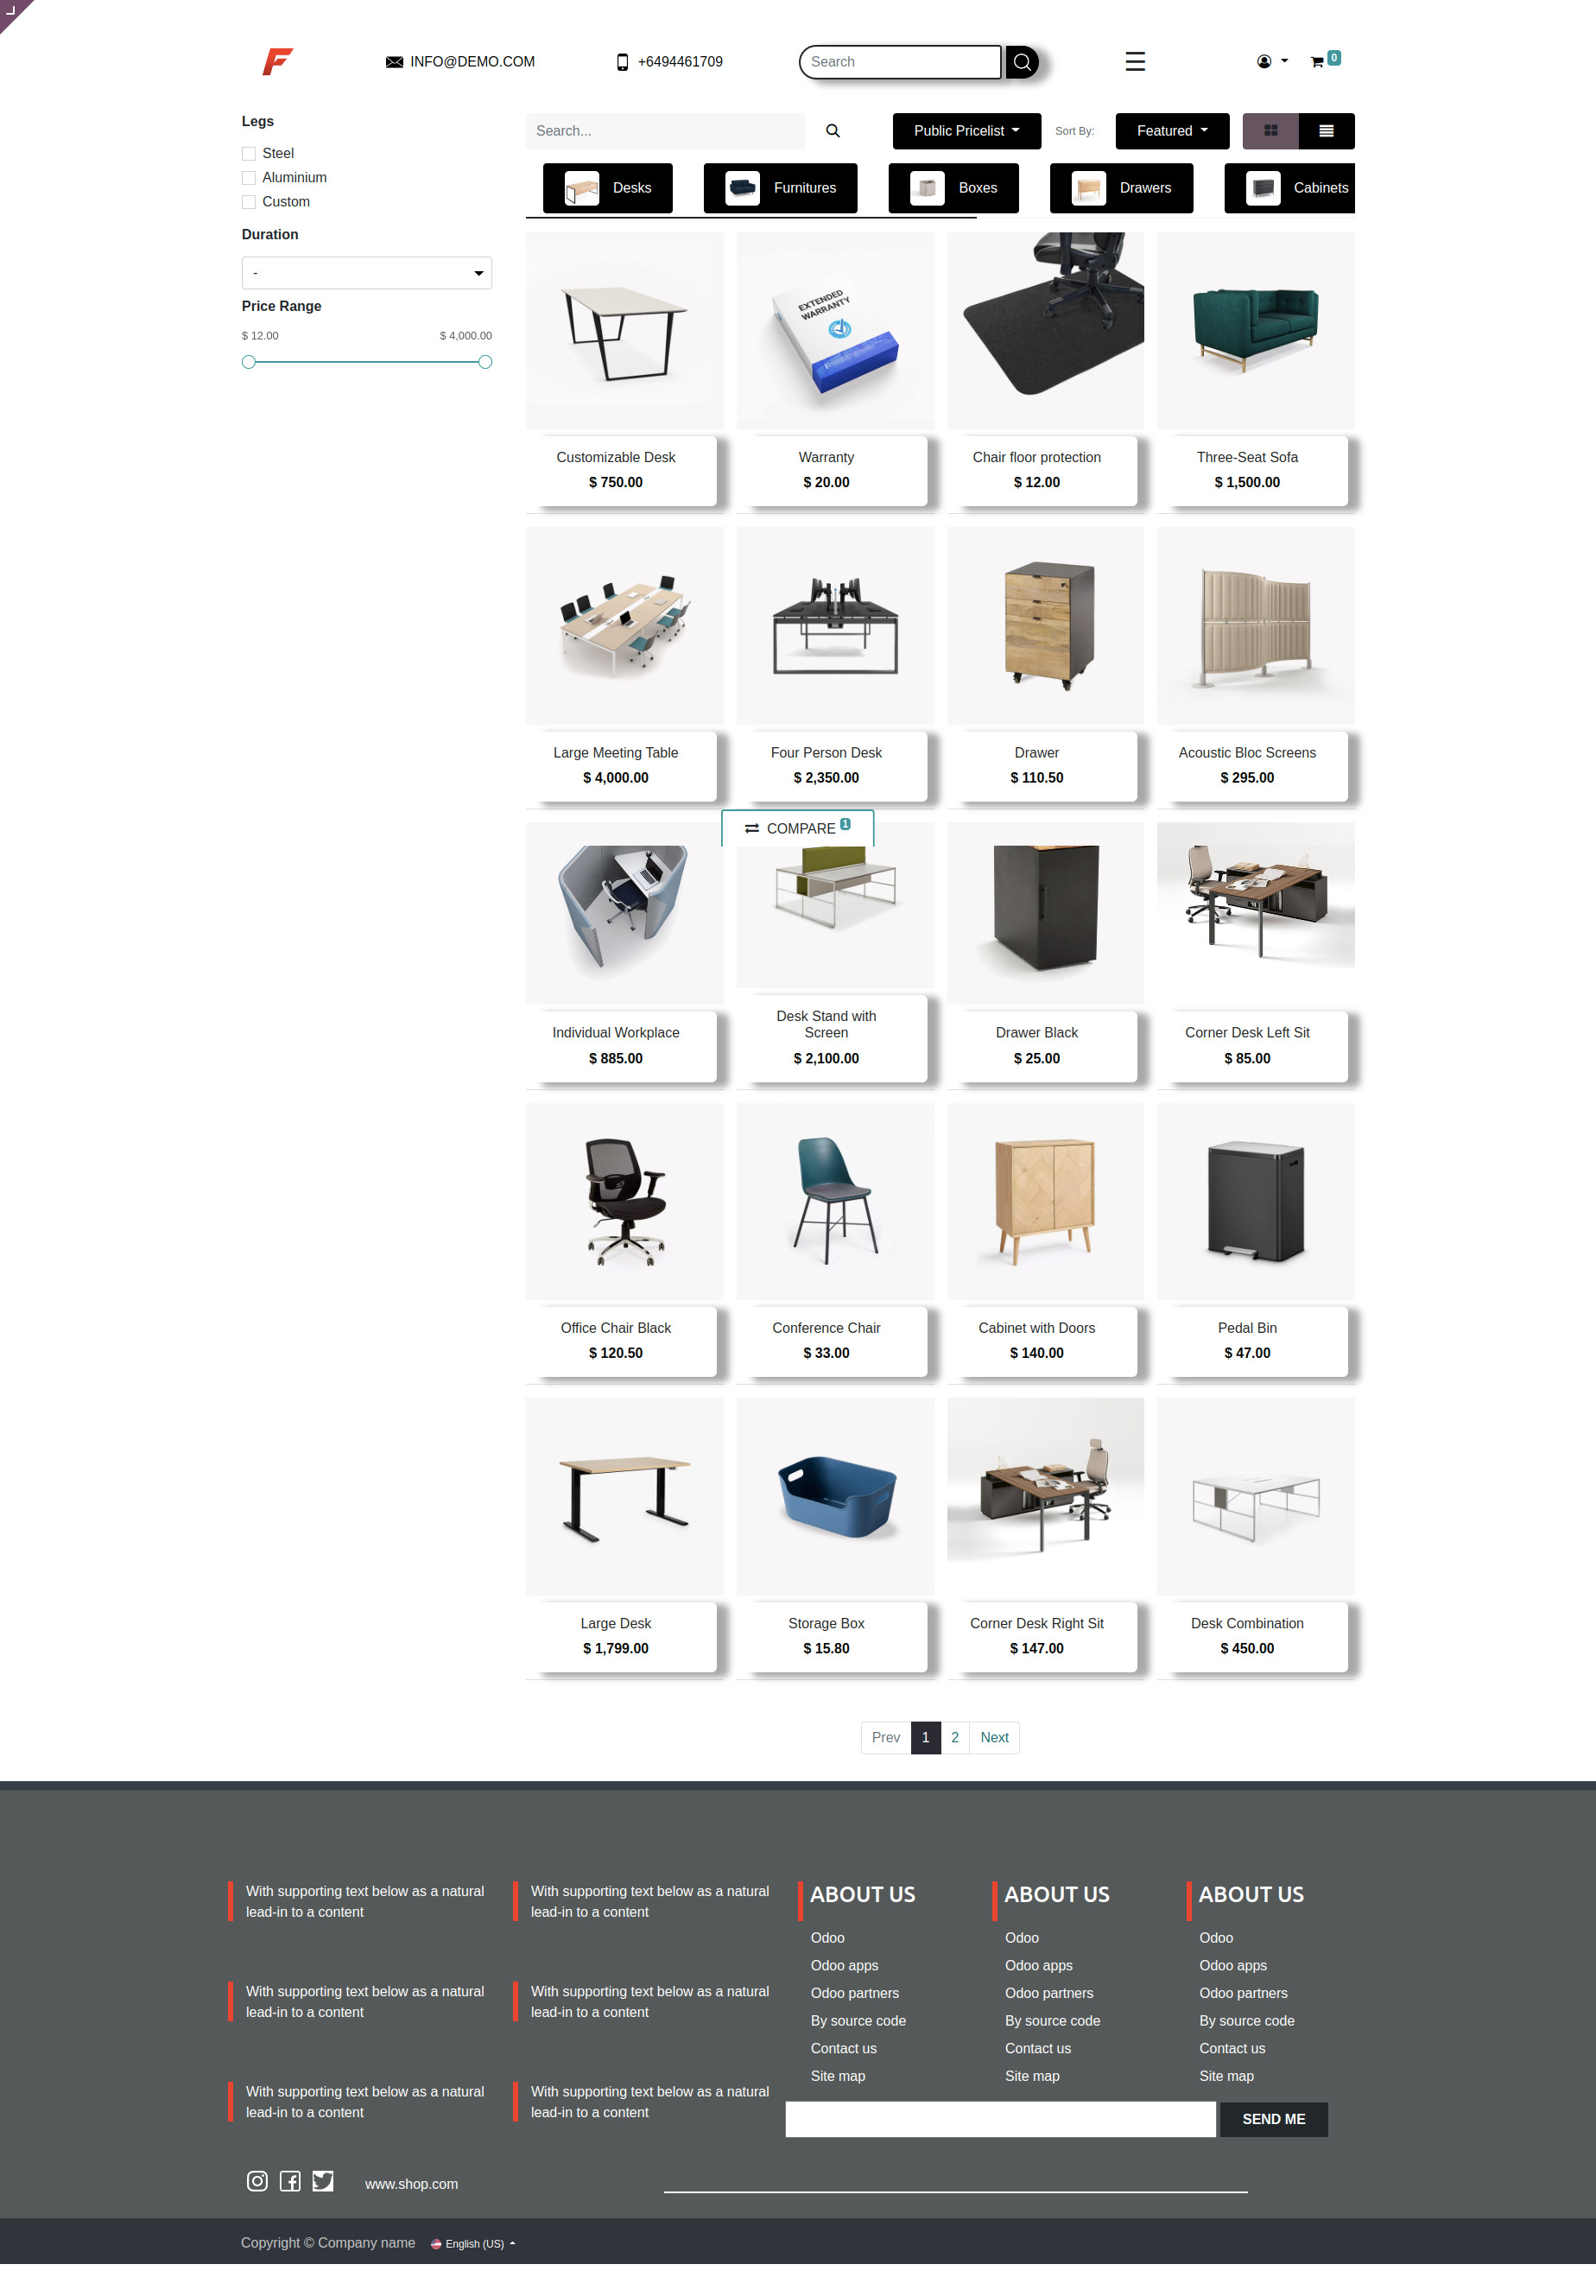 F
INFO@DEMO.COM
+6494461709
Search
0
Legs
Steel
Aluminium
Custom
Duration
-
Price Range
$ 12.00 $ 4,000.00
Search...
Public Pricelist
Sort By:
Featured
Desks
Furnitures
Boxes
Drawers
Cabinets
EXTENDED
WARRANTY
Customizable Desk
$ 750.00
Warranty
$ 20.00
Chair floor protection
$ 12.00
Three-Seat Sofa
$ 1,500.00
Large Meeting Table
$ 4,000.00
Four Person Desk
$ 2,350.00
Drawer
$ 110.50
Acoustic Bloc Screens
$ 295.00
COMPARE 1
Individual Workplace
$ 885.00
Desk Stand with
Screen
$ 2,100.00
Drawer Black
$ 25.00
Corner Desk Left Sit
$ 85.00
Office Chair Black
$ 120.50
Conference Chair
$ 33.00
Cabinet with Doors
$ 140.00
Pedal Bin
$ 47.00
Large Desk
$ 1,799.00
Storage Box
$ 15.80
Corner Desk Right Sit
$ 147.00
Desk Combination
$ 450.00
Prev 1 2 Next
With supporting text below as a natural
lead-in to a content
With supporting text below as a natural
lead-in to a content
With supporting text below as a natural
lead-in to a content
With supporting text below as a natural
lead-in to a content
With supporting text below as a natural
lead-in to a content
With supporting text below as a natural
lead-in to a content
ABOUT US
Odoo
Odoo apps
Odoo partners
By source code
Contact us
Site map
ABOUT US
Odoo
Odoo apps
Odoo partners
By source code
Contact us
Site map
ABOUT US
Odoo
Odoo apps
Odoo partners
By source code
Contact us
Site map
SEND ME
www.shop.com
Copyright © Company name
English (US)